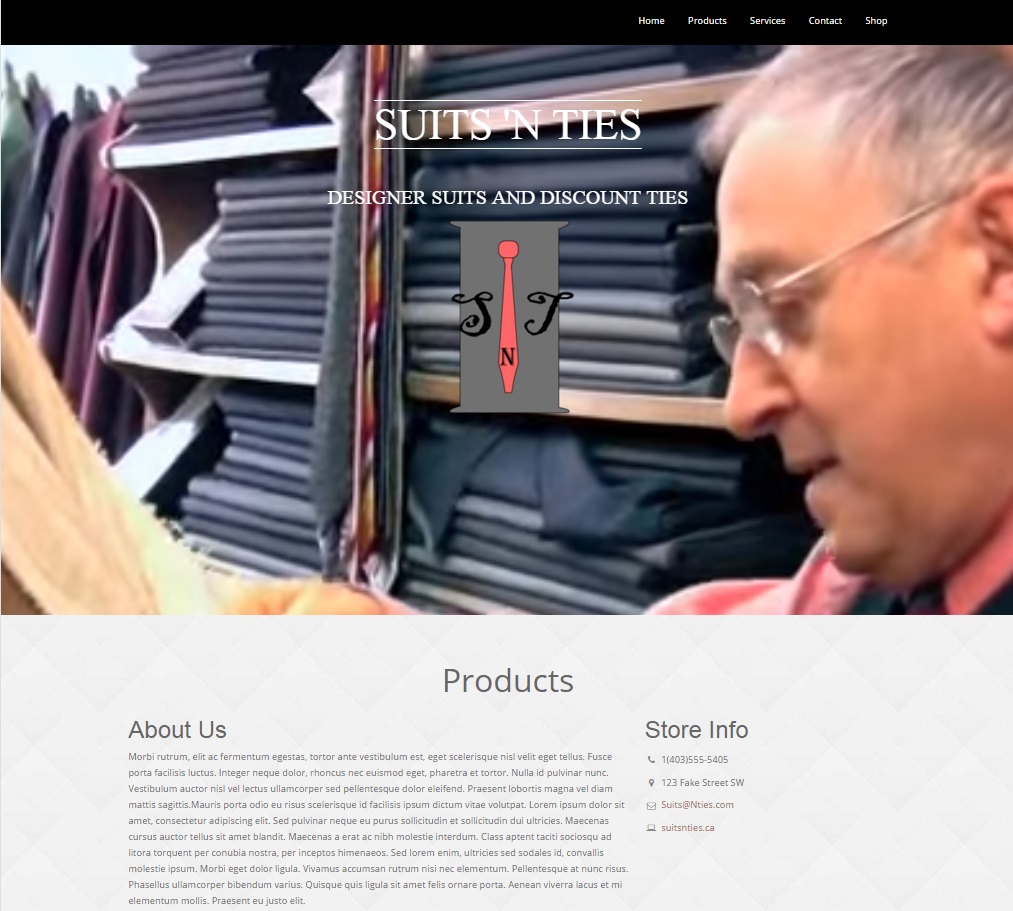 Home Products Services Contact Shop
SUITS 'N TIES
DESIGNER SUITS AND DISCOUNT TIES
S T
N
Products
About Us
Morbi rutrum, elit ac fermentum egestas, tortor ante vestibulum est, eget scelerisque nisl velit eget tellus. Fusce
porta facilisis luctus. Integer neque dolor, rhoncus nec euismod eget, pharetra et tortor. Nulla id pulvinar nunc.
Vestibulum auctor nisl vel lectus ullamcorper sed pellentesque dolor eleifend. Praesent lobortis magna vel diam
mattis sagittis.Mauris porta odio eu risus scelerisque id facilisis ipsum dictum vitae volutpat. Lorem ipsum dolor sit
amet, consectetur adipiscing elit. Sed pulvinar neque eu purus sollicitudin et sollicitudin dui ultricies. Maecenas
cursus auctor tellus sit amet blandit. Maecenas a erat ac nibh molestie interdum. Class aptent taciti sociosqu ad
litora torquent per conubia nostra, per inceptos himenaeos. Sed lorem enim, ultricies sed sodales id, convallis
molestie ipsum. Morbi eget dolor ligula. Vivamus accumsan rutrum nisi nec elementum. Pellentesque at nunc risus.
Phasellus ullamcorper bibendum varius. Quisque quis ligula sit amet felis ornare porta. Aenean viverra lacus et mi
elementum mollis. Praesent eu justo elit.
Store Info
1(403)555-5405
123 Fake Street SW
Suits@Nties.com
suitsnties.ca